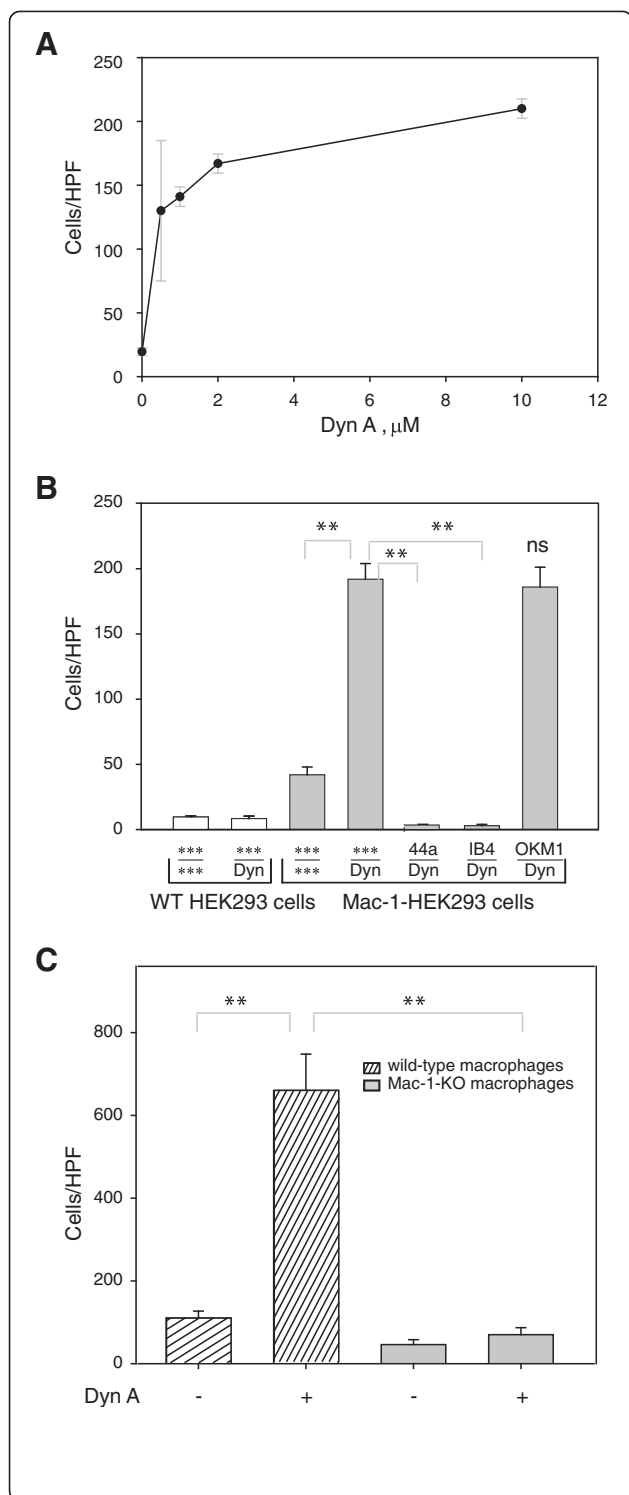 A
250
200
150
100
50
0
Cells/HPF
0 2 4 6 8 10 12
Dyn A , μM
B
250
200
150
100
50
0
Cells/HPF
** ** **
ns
*** *** *** *** 44a IB4 OKM1
*** Dyn *** Dyn Dyn Dyn Dyn
WT HEK293 cells Mac-1-HEK293 cells
C
800
600
400
200
0
Cells/HPF
** **
wild-type macrophages
Mac-1-KO macrophages
Dyn A - + - +